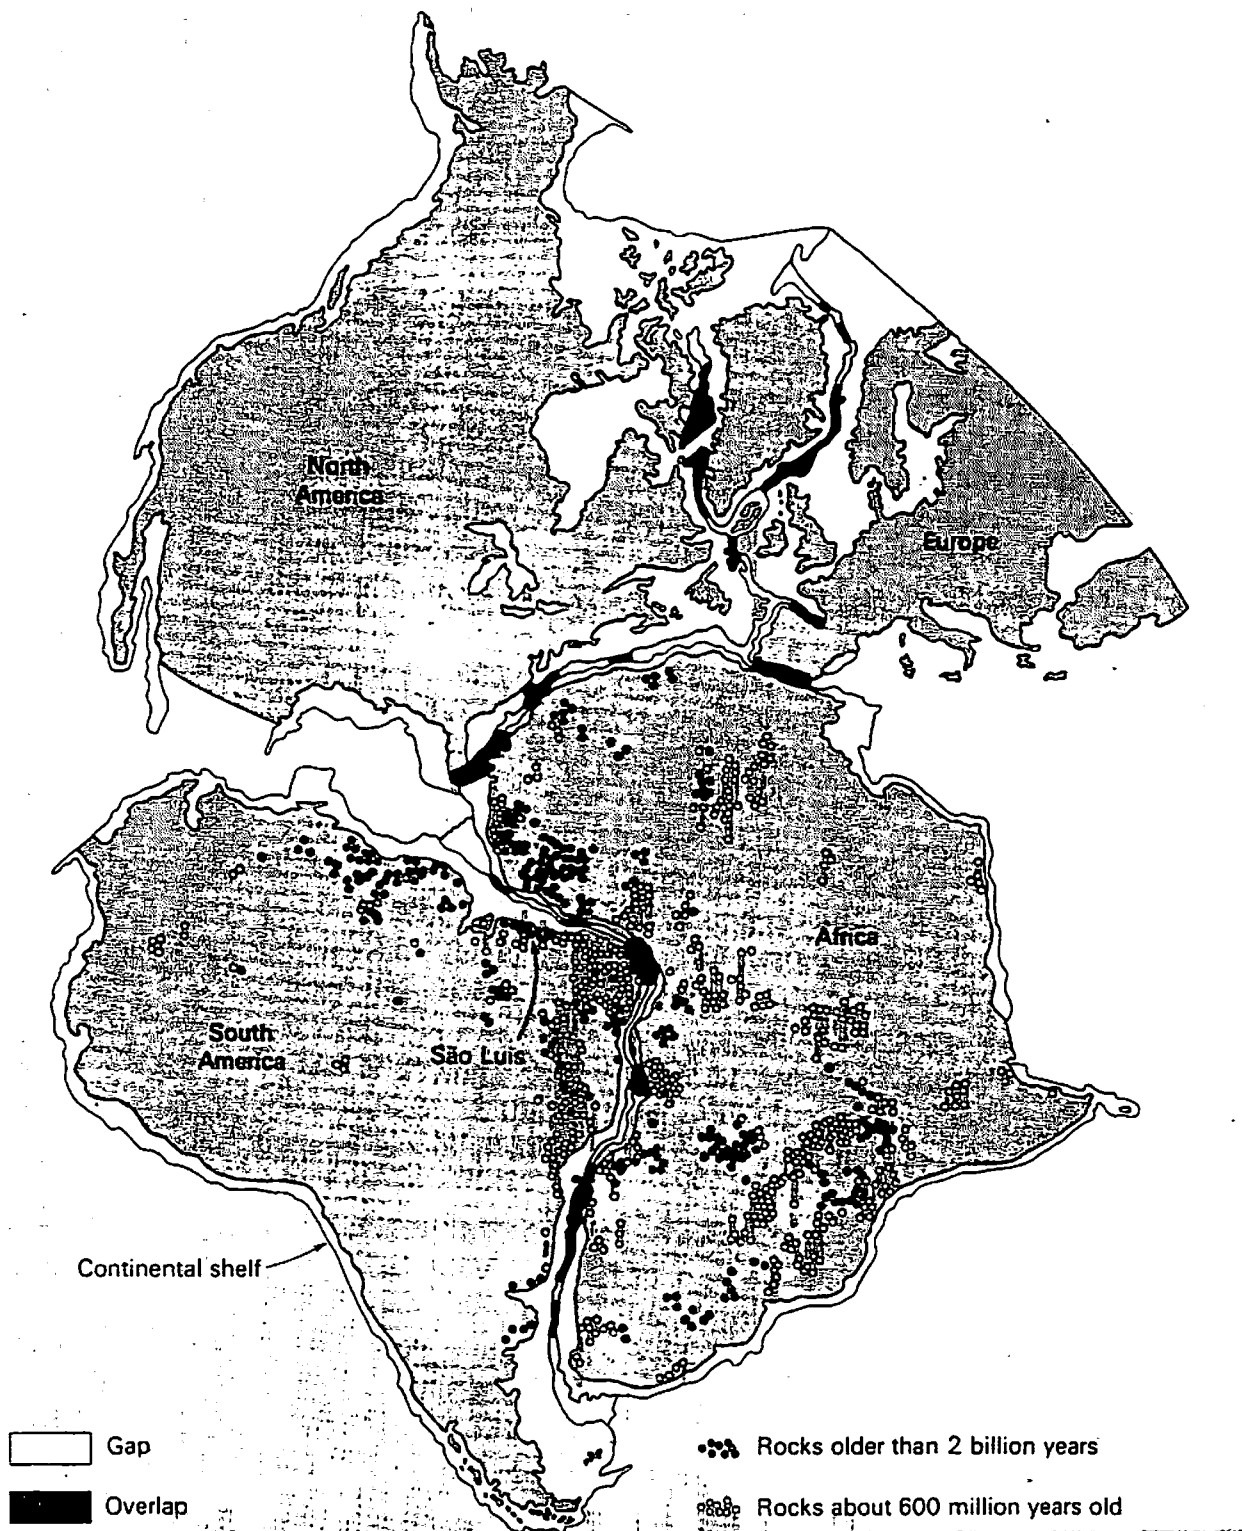 North
America
Europe
Africa
South
America
São Luis
Continental shelf
Gap
Rocks older than 2 billion years
Overlap
Rocks about 600 million years old